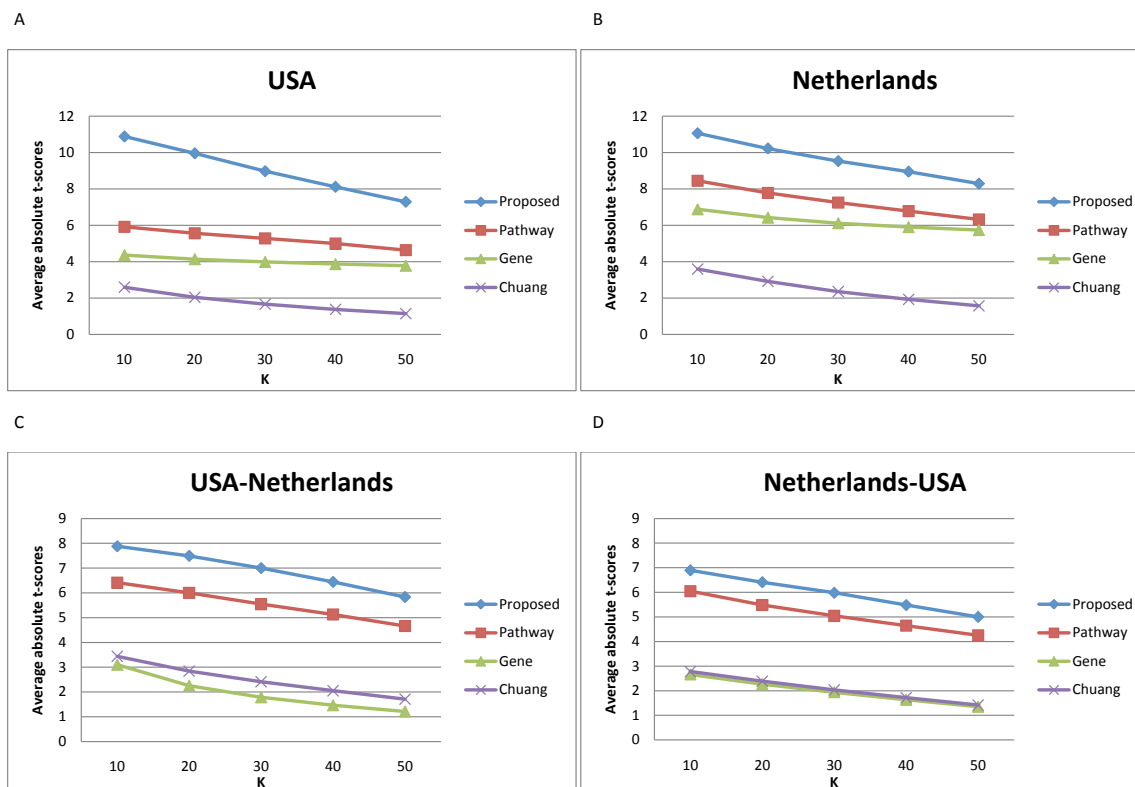 A
USA
Average absolute t-scores
12
10
8
6
4
2
0
10 20 30 40 50
K
Proposed
Pathway
Gene
Chuang
B
Netherlands
Average absolute t-scores
12
10
8
6
4
2
0
10 20 30 40 50
K
Proposed
Pathway
Gene
Chuang
C
USA-Netherlands
Average absolute t-scores
9
8
7
6
5
4
3
2
1
0
10 20 30 40 50
K
Proposed
Pathway
Gene
Chuang
D
Netherlands-USA
Average absolute t-scores
9
8
7
6
5
4
3
2
1
0
10 20 30 40 50
K
Proposed
Pathway
Gene
Chuang